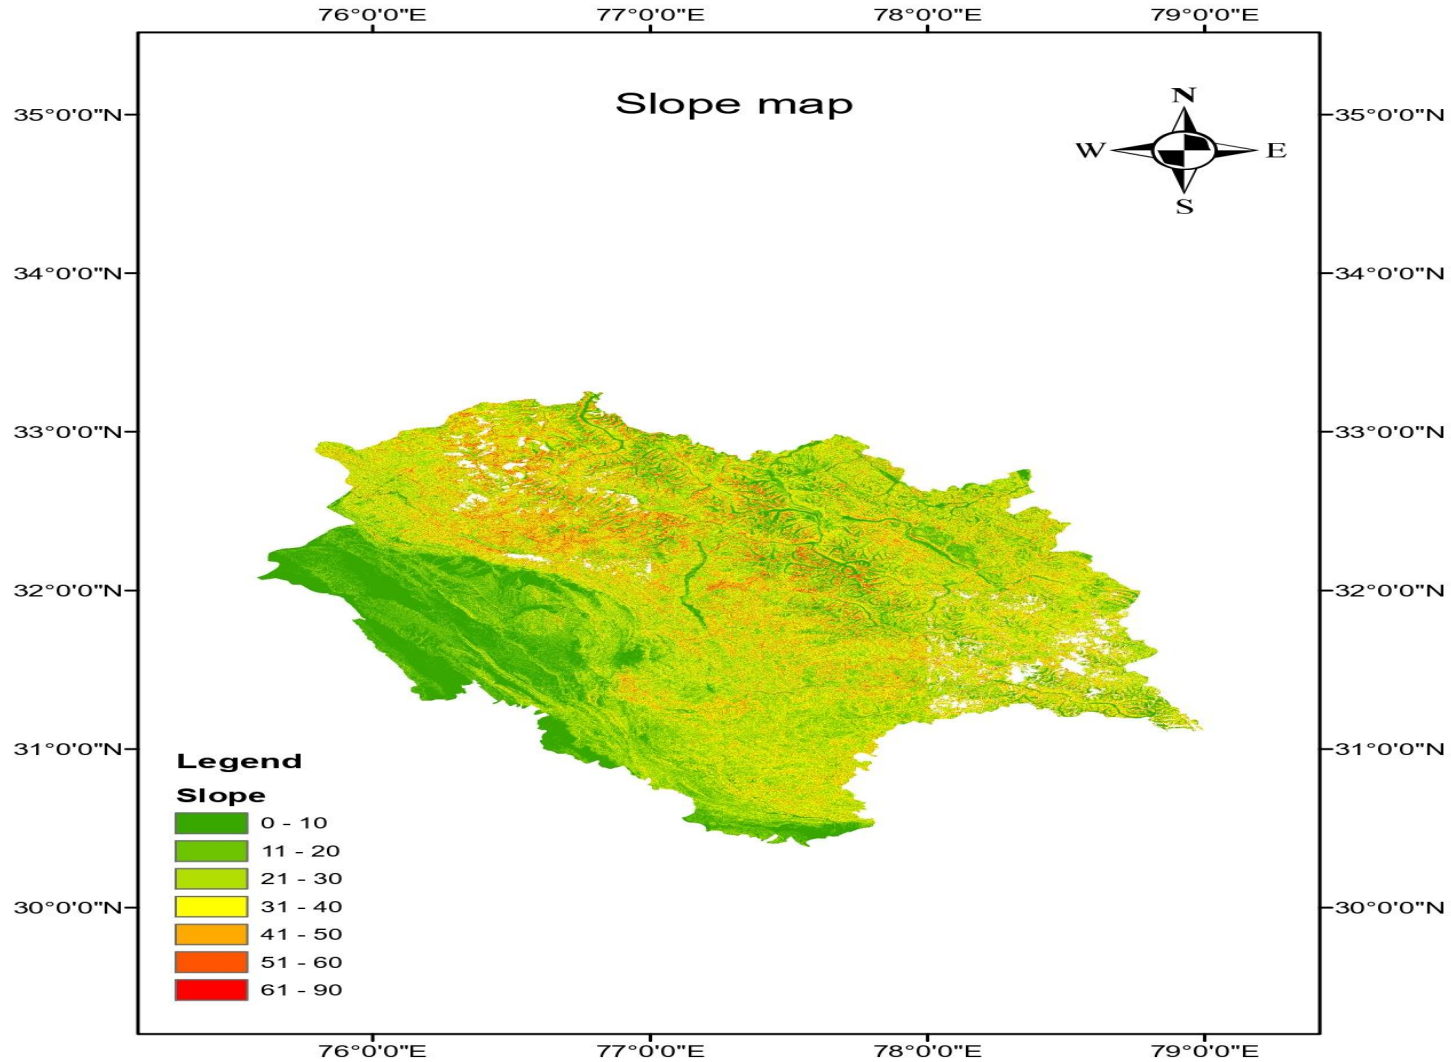 76°0'0"E 77°0'0"E 78°0'0"E 79°0'0"E
Slope map
N
W E
S
35°0'0"N 35°0'0"N
34°0'0"N 34°0'0"N
33°0'0"N 33°0'0"N
32°0'0"N 32°0'0"N
31°0'0"N 31°0'0"N
30°0'0"N 30°0'0"N
Legend
Slope
0 - 10
11 - 20
21 - 30
31 - 40
41 - 50
51 - 60
61 - 90
76°0'0"E 77°0'0"E 78°0'0"E 79°0'0"E